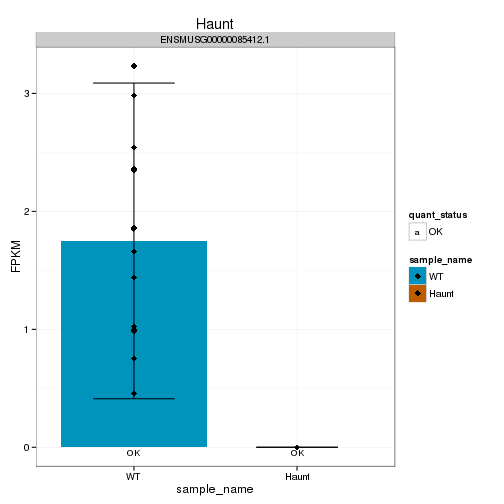 Haunt
ENSMUSG00000085412.1
3
2
1
0
FPKM
OK
OK
WT
Haunt
sample_name
quant_status
a OK
sample_name
WT
Haunt